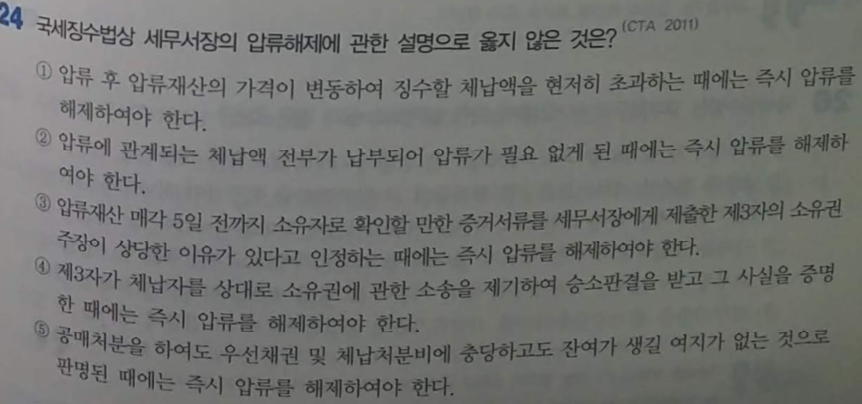 24 국세징수법상 세무서장의 압류해제에 관한 설명으로 옳지 않은 것은? (CTA 2011)
① 압류 후 압류재산의 가격이 변동하여 징수할 체납액을 현저히 초과하는 때에는 즉시 압류를
해제하여야 한다.
② 압류에 관계되는 체납액 전부가 납부되어 압류가 필요 없게 된 때에는 즉시 압류를 해제하
여야 한다.
③ 압류재산 매각 5일 전까지 소유자로 확인할 만한 증거서류를 세무서장에게 제출한 제3자의 소유권
주장이 상당한 이유가 있다고 인정하는 때에는 즉시 압류를 해제하여야 한다.
④ 제3자가 체납자를 상대로 소유권에 관한 소송을 제기하여 승소판결을 받고 그 사실을 증명
한 때에는 즉시 압류를 해제하여야 한다.
⑤ 공매처분을 하여도 우선채권 및 체납처분비에 충당하고도 잔여가 생길 여지가 없는 것으로
판명된 때에는 즉시 압류를 해제하여야 한다.